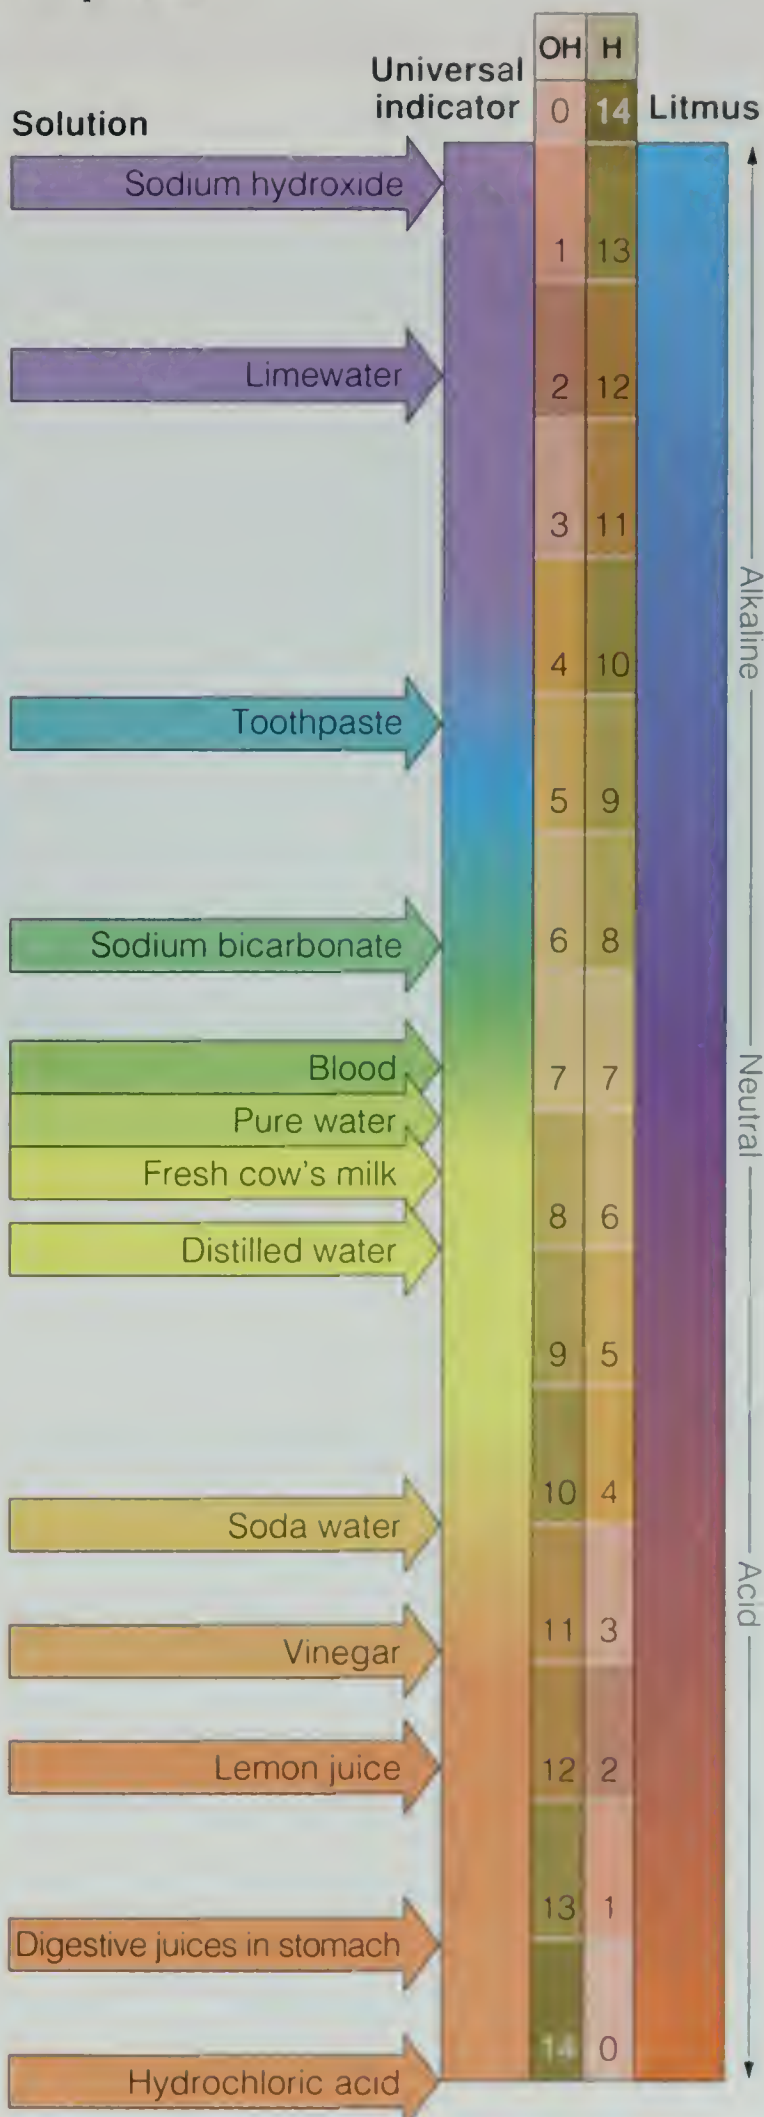 Universal indicator
OH H
Solution
Litmus
0 14
Sodium hydroxide
1 13
Limewater
2 12
3 11
Alkaline
4 10
Toothpaste
5 9
Sodium bicarbonate
6 8
Blood
7 7
Neutral
Pure water
Fresh cow's milk
8 6
Distilled water
9 5
10 4
Soda water
Acid
11 3
Vinegar
Lemon juice
12 2
13 1
Digestive juices in stomach
14 0
Hydrochloric acid